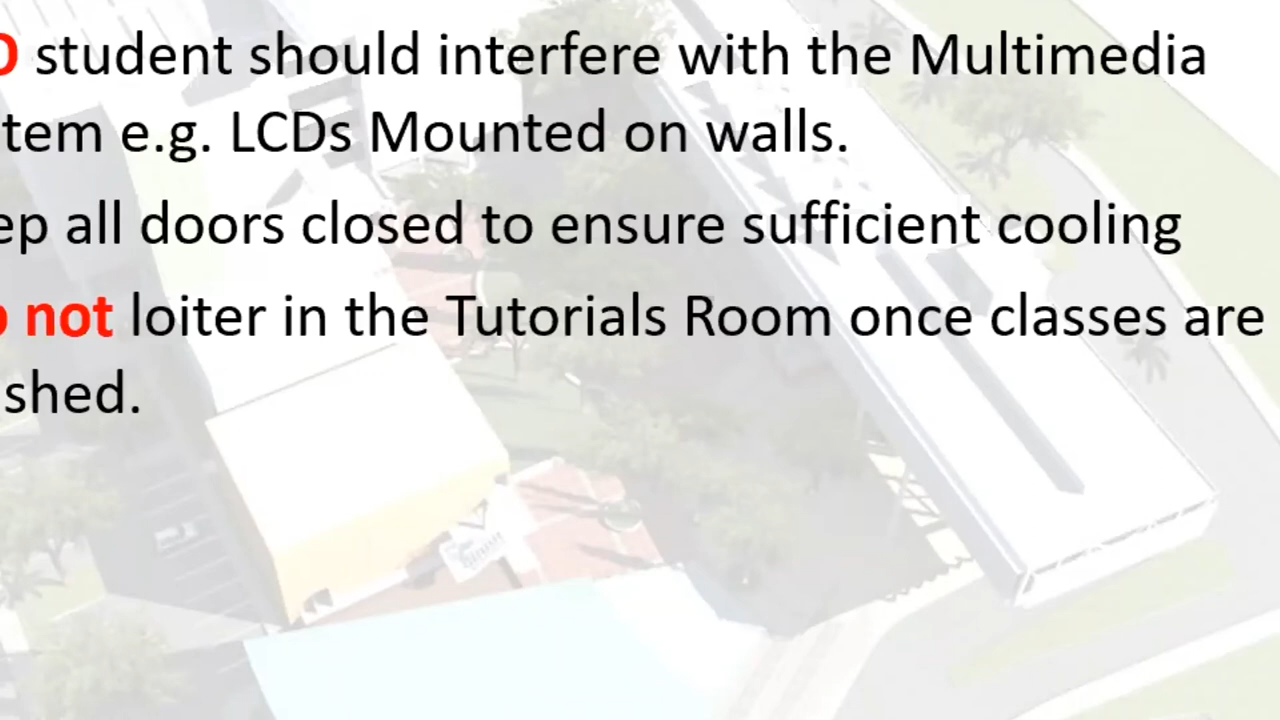 O student should interfere with the Multimedia
tem e.g. LCDs Mounted on walls.
ep all doors closed to ensure sufficient cooling
o not loiter in the Tutorials Room once classes are
shed.